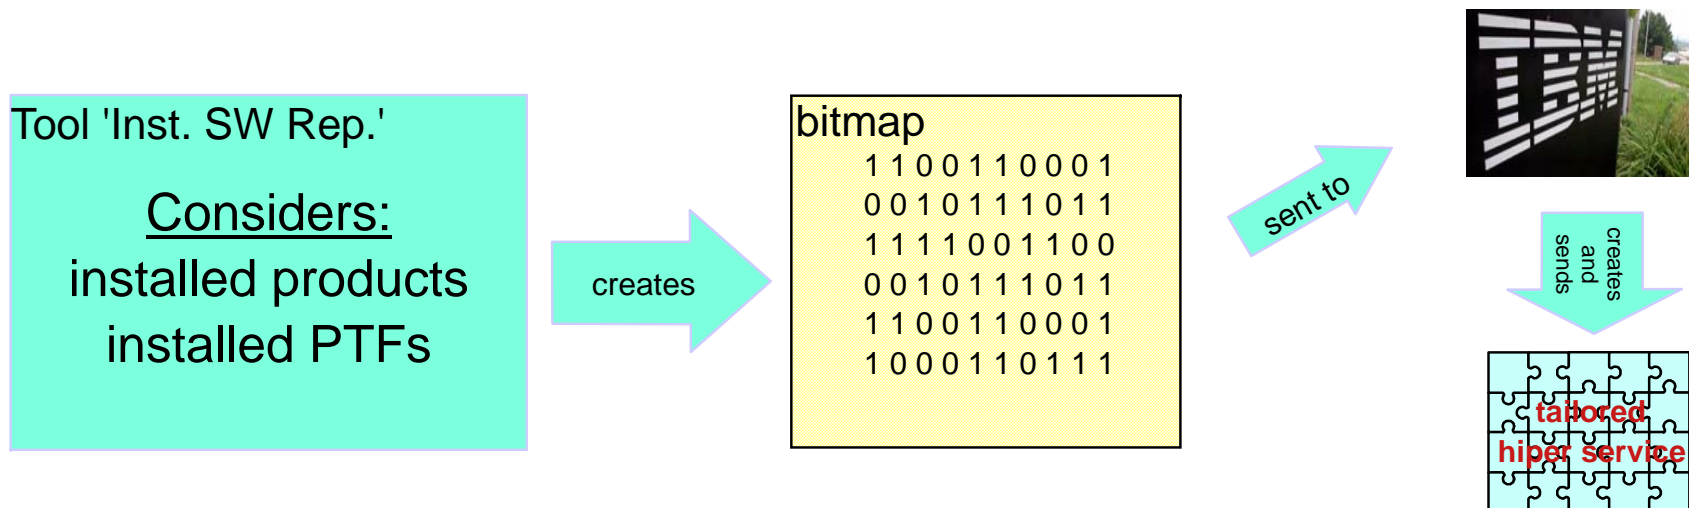 Tool 'Inst. SW Rep.'
Considers:
installed products
installed PTFs
creates
bitmap
1 1 0 0 1 1 0 0 0 1
0 0 1 0 1 1 1 0 1 1
1 1 1 1 0 0 1 1 0 0
0 0 1 0 1 1 1 0 1 1
1 1 0 0 1 1 0 0 0 1
1 0 0 0 1 1 0 1 1 1
sent to
IBM
creates
and
sends
tailored
hiper service